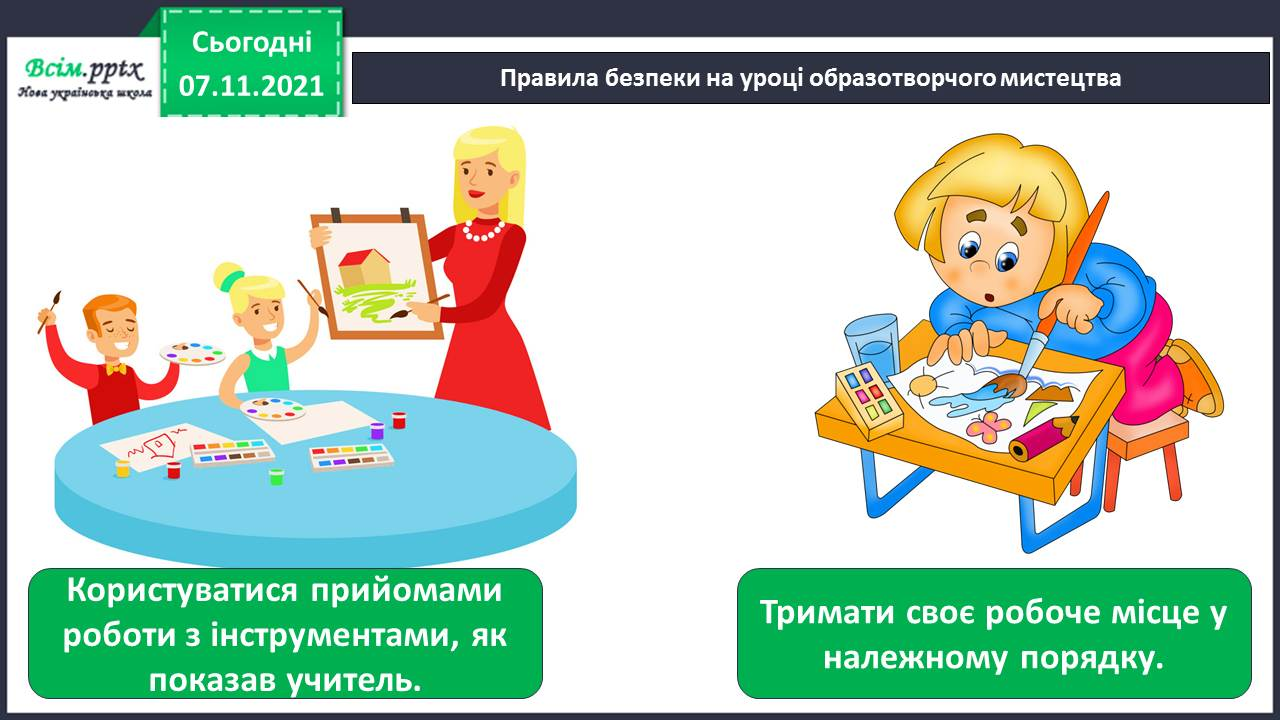 Сьогодні
07.11.2021
Всім.pptx
Нова українська школа
Правила безпеки на уроці образотворчого мистецтва
Користуватися прийомами
роботи з інструментами, як
показав учитель.
Тримати своє робоче місце у
належному порядку.